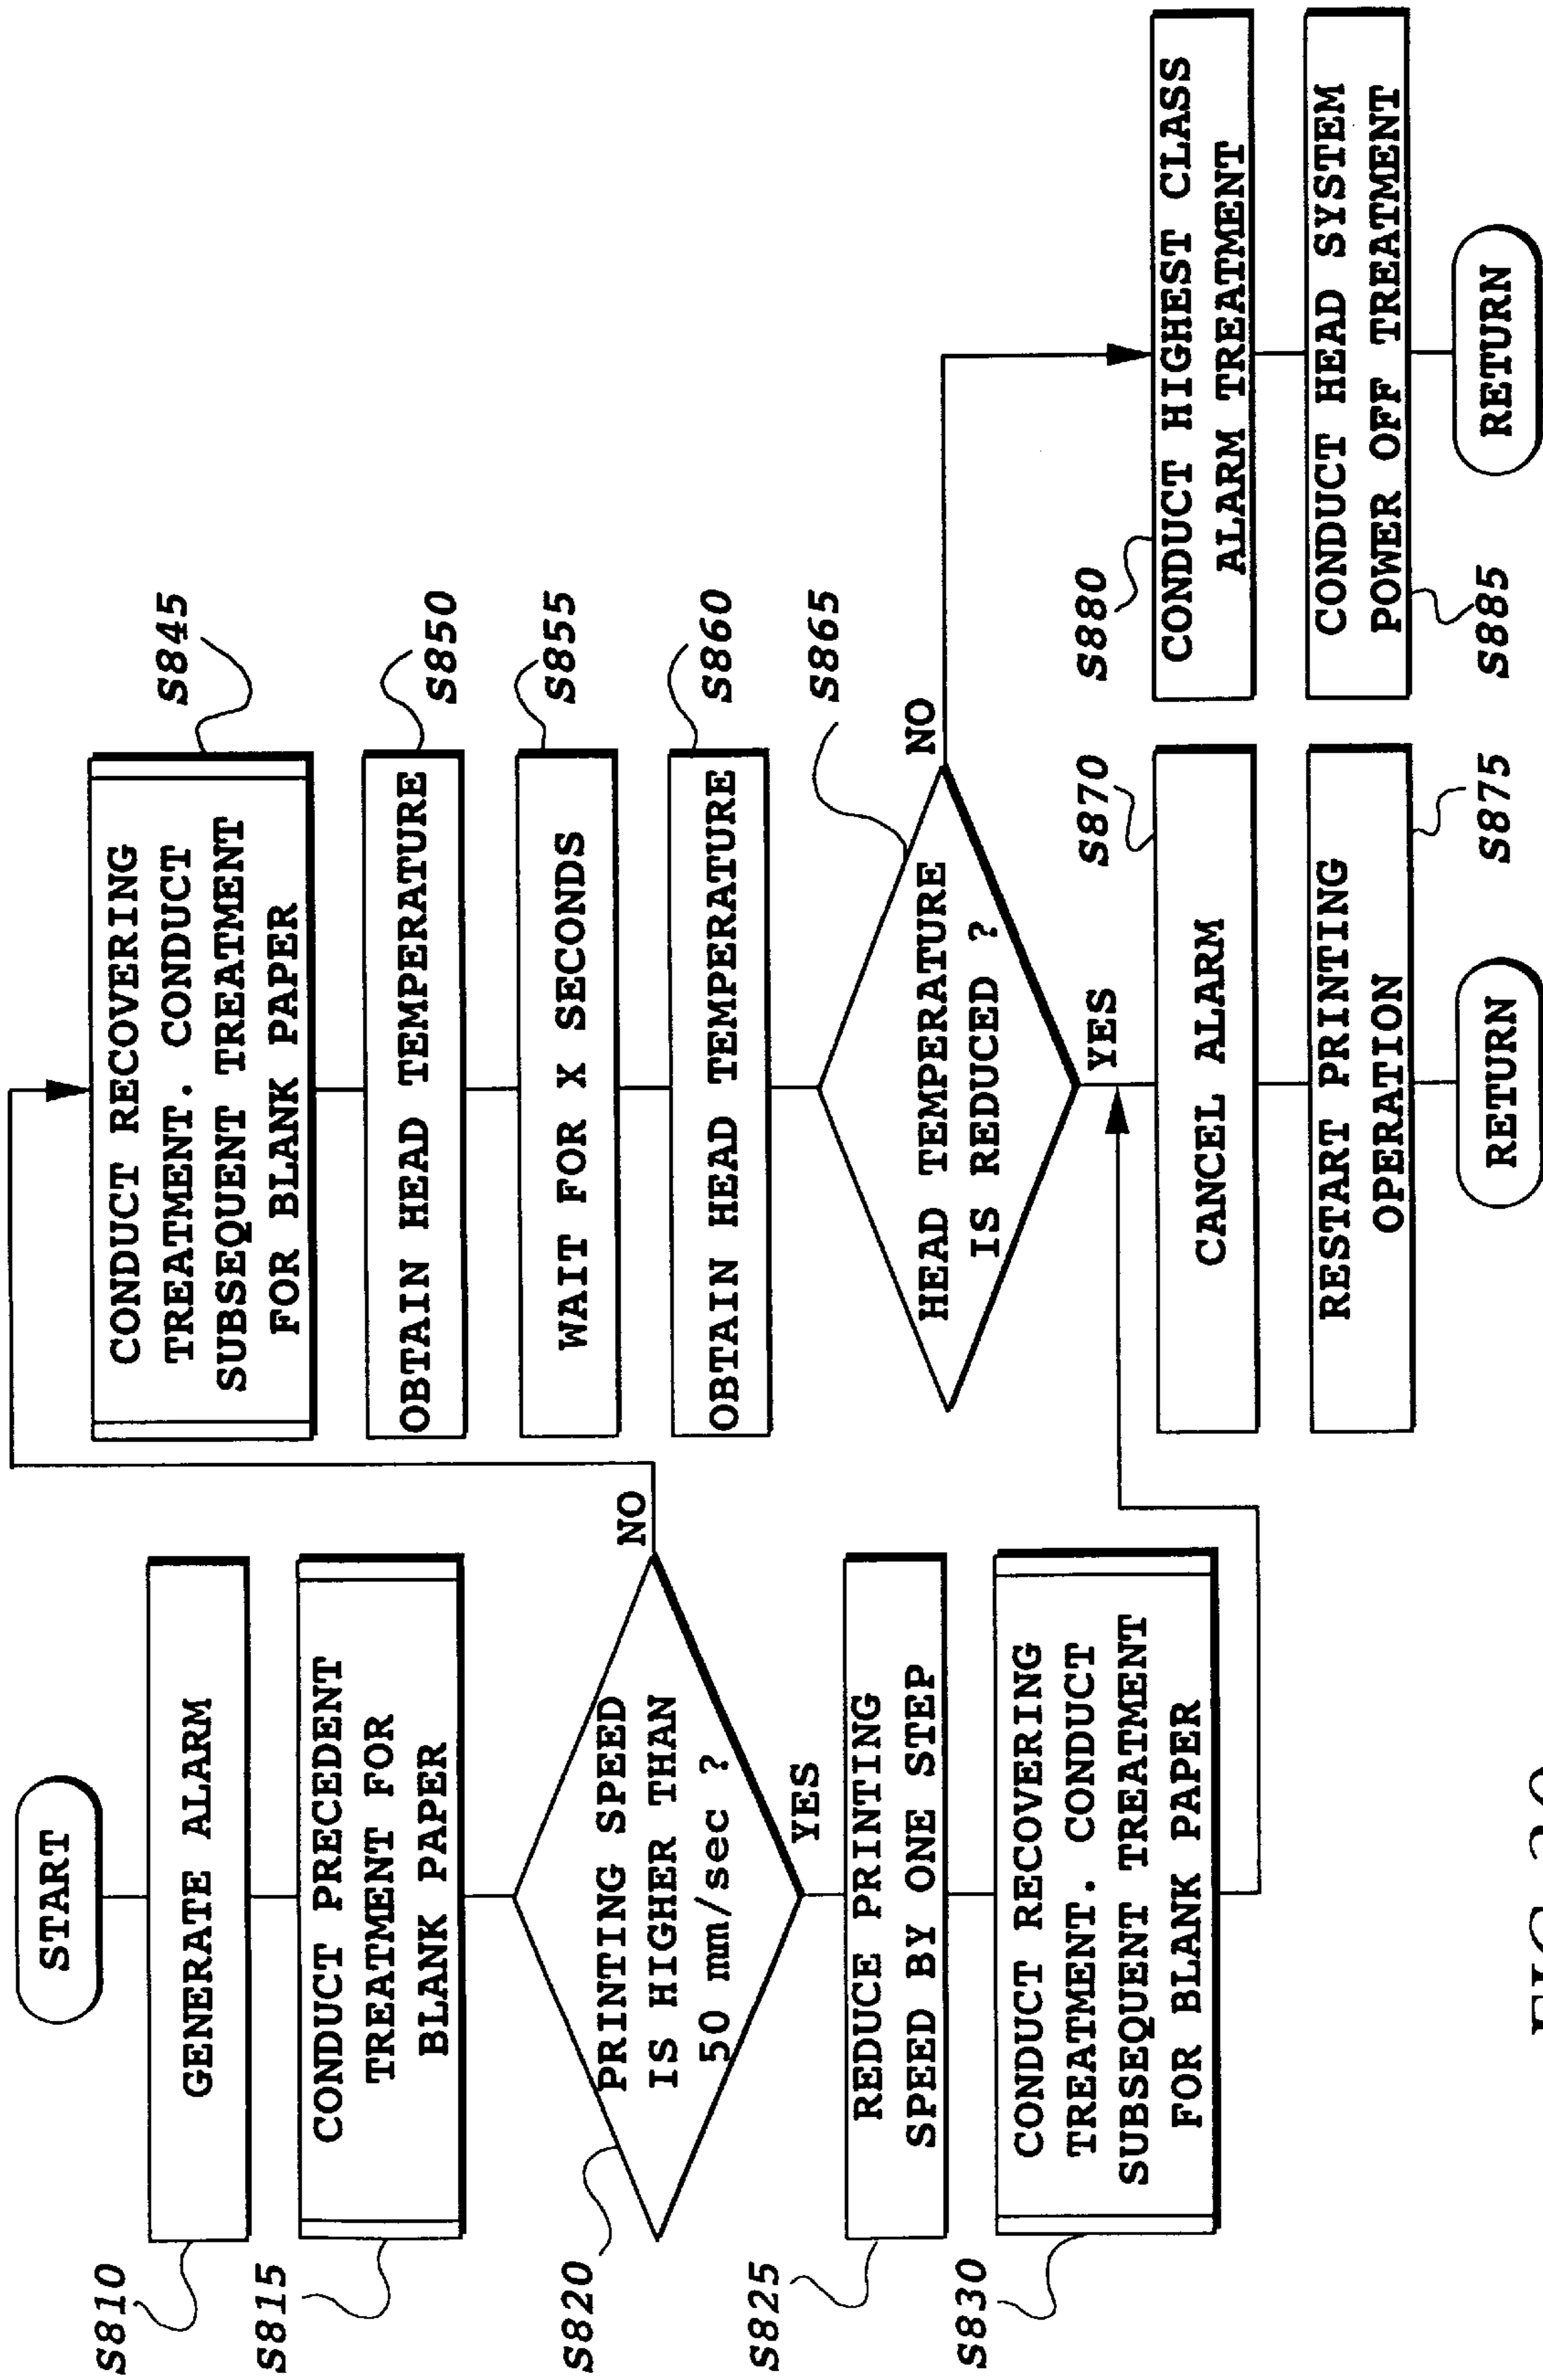 START
S810
GENERATE ALARM
S815
CONDUCT PRECEDENT
TREATMENT FOR
BLANK PAPER
S820
PRINTING SPEED
IS HIGHER THAN
50 mm/sec ?
NO
YES
S825
REDUCE PRINTING
SPEED BY ONE STEP
S830
CONDUCT RECOVERING
TREATMENT. CONDUCT
SUBSEQUENT TREATMENT
FOR BLANK PAPER
S845
CONDUCT RECOVERING
TREATMENT. CONDUCT
SUBSEQUENT TREATMENT
FOR BLANK PAPER
S850
OBTAIN HEAD TEMPERATURE
S855
WAIT FOR X SECONDS
S860
OBTAIN HEAD TEMPERATURE
S865
HEAD TEMPERATURE
IS REDUCED ?
NO
YES
S870
CANCEL ALARM
S875
RESTART PRINTING
OPERATION
RETURN
S880
CONDUCT HIGHEST CLASS
ALARM TREATMENT
S885
CONDUCT HEAD SYSTEM
POWER OFF TREATMENT
RETURN